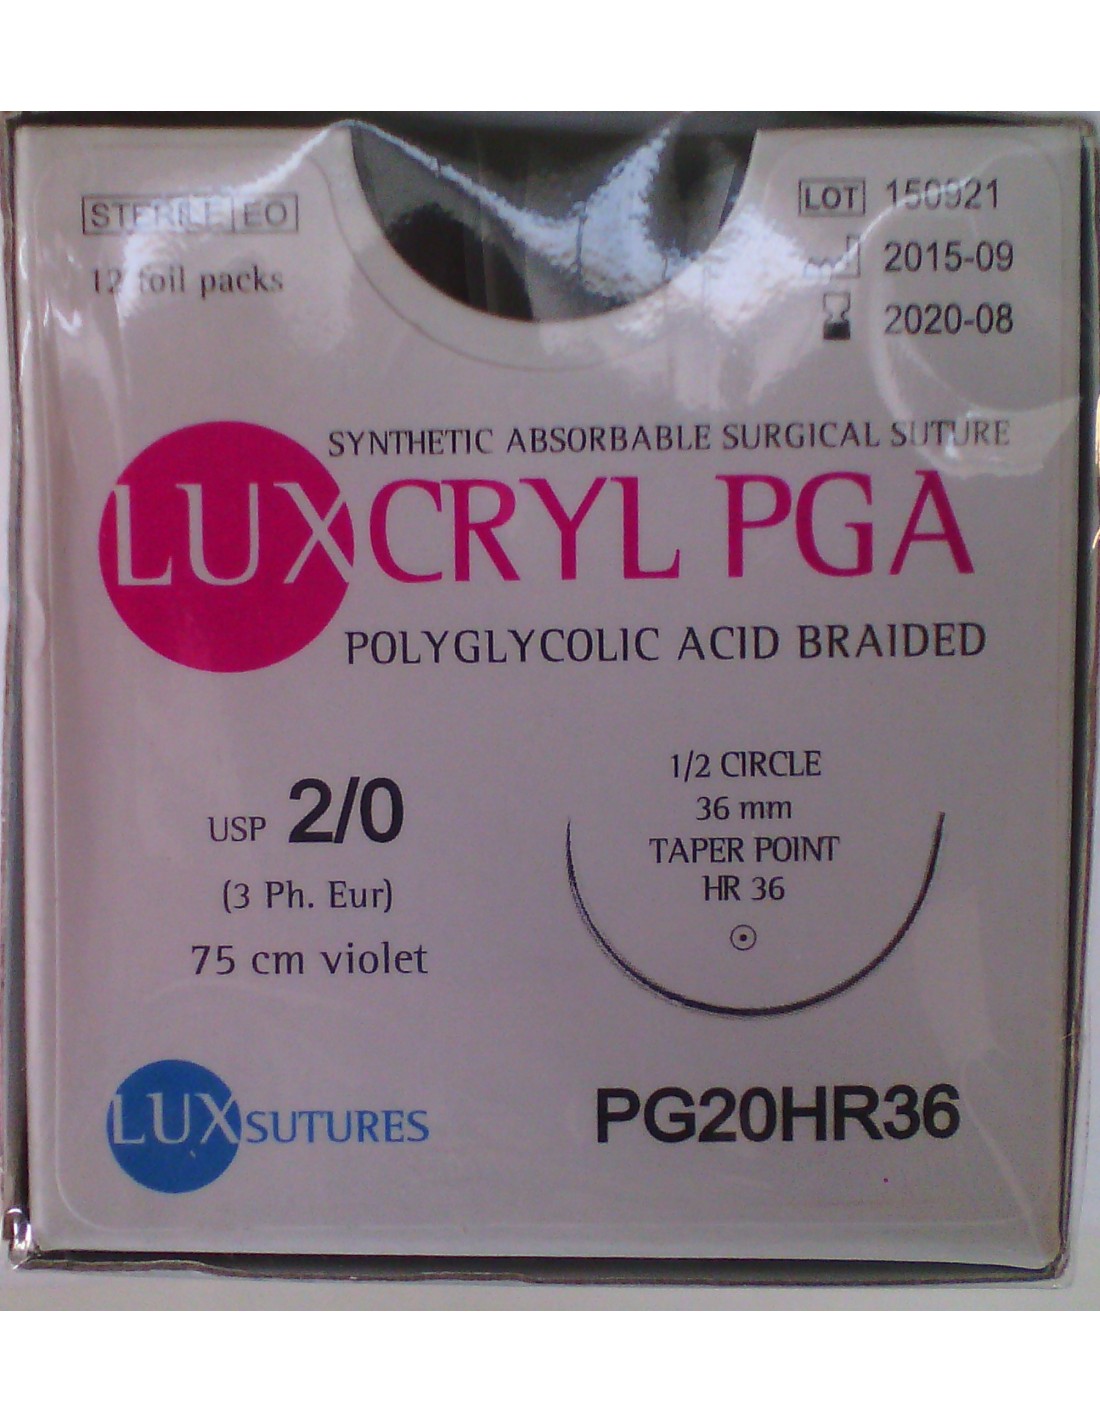 STERILE EO
12 foil packs
LOT 150921
2015-09
2020-08
SYNTHETIC ABSORBABLE SURGICAL SUTURE
LUXCRYL PGA
POLYGLYCOLIC ACID BRAIDED
USP 2/0
(3 Ph. Eur)
75 cm violet
1/2 CIRCLE
36 mm
TAPER POINT
HR 36
LUXSUTURES
PG20HR36